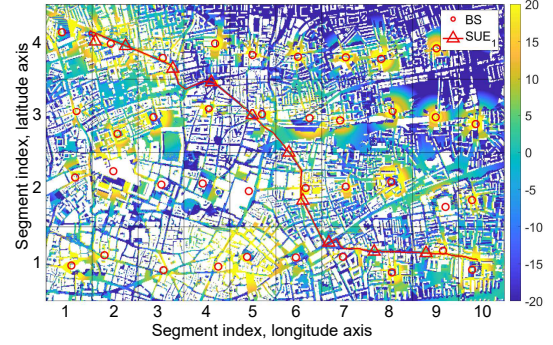 BS
SUE1
20
15
10
5
0
-5
-10
-15
-20
4
3
2
1
Segment index, latitude axis
1 2 3 4 5 6 7 8 9 10
Segment index, longitude axis